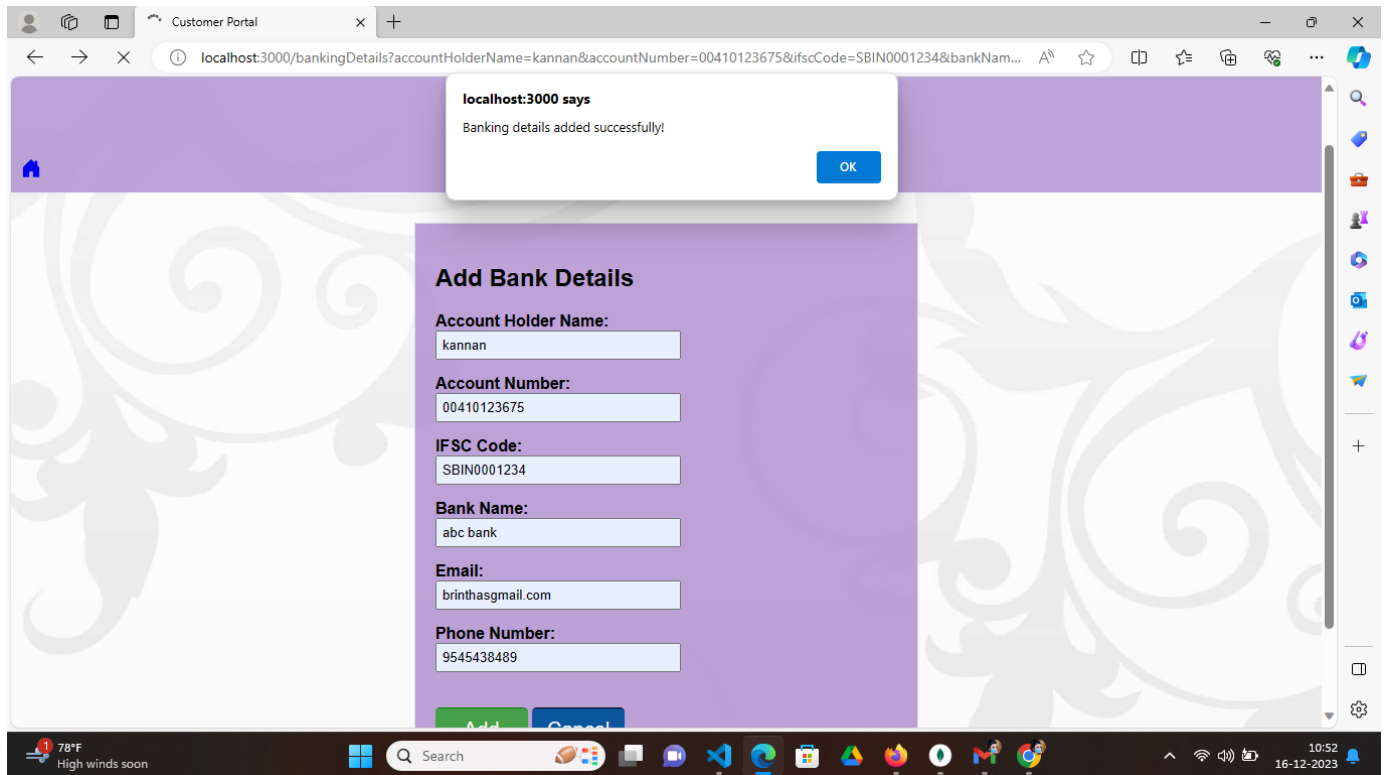 Customer Portal
localhost:3000/bankingDetails?accountHolderName=kannan&accountNumber=00410123675&ifscCode=SBIN0001234&bankNam...
localhost:3000 says
Banking details added successfully!
OK
Add Bank Details
Account Holder Name:
kannan
Account Number:
00410123675
IFSC Code:
SBIN0001234
Bank Name:
abc bank
Email:
brinthasgmail.com
Phone Number:
9545438489
Add Cancel
1
78°F
High winds soon
Search
10:52
16-12-2023